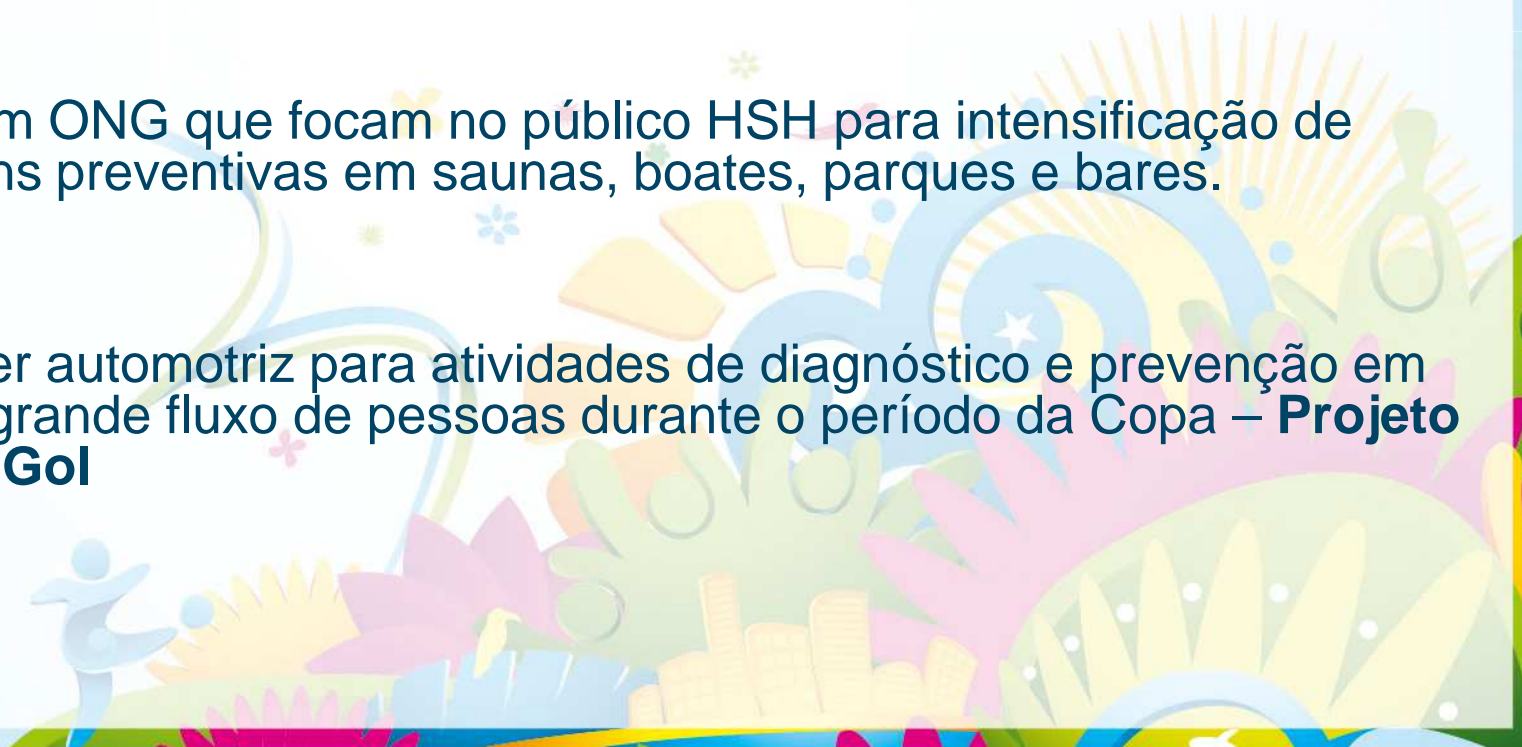 m ONG que focam no público HSH para intensificação de
ns preventivas em saunas, boates, parques e bares.
er automotriz para atividades de diagnóstico e prevenção em
grande fluxo de pessoas durante o período da Copa – Projeto
Gol